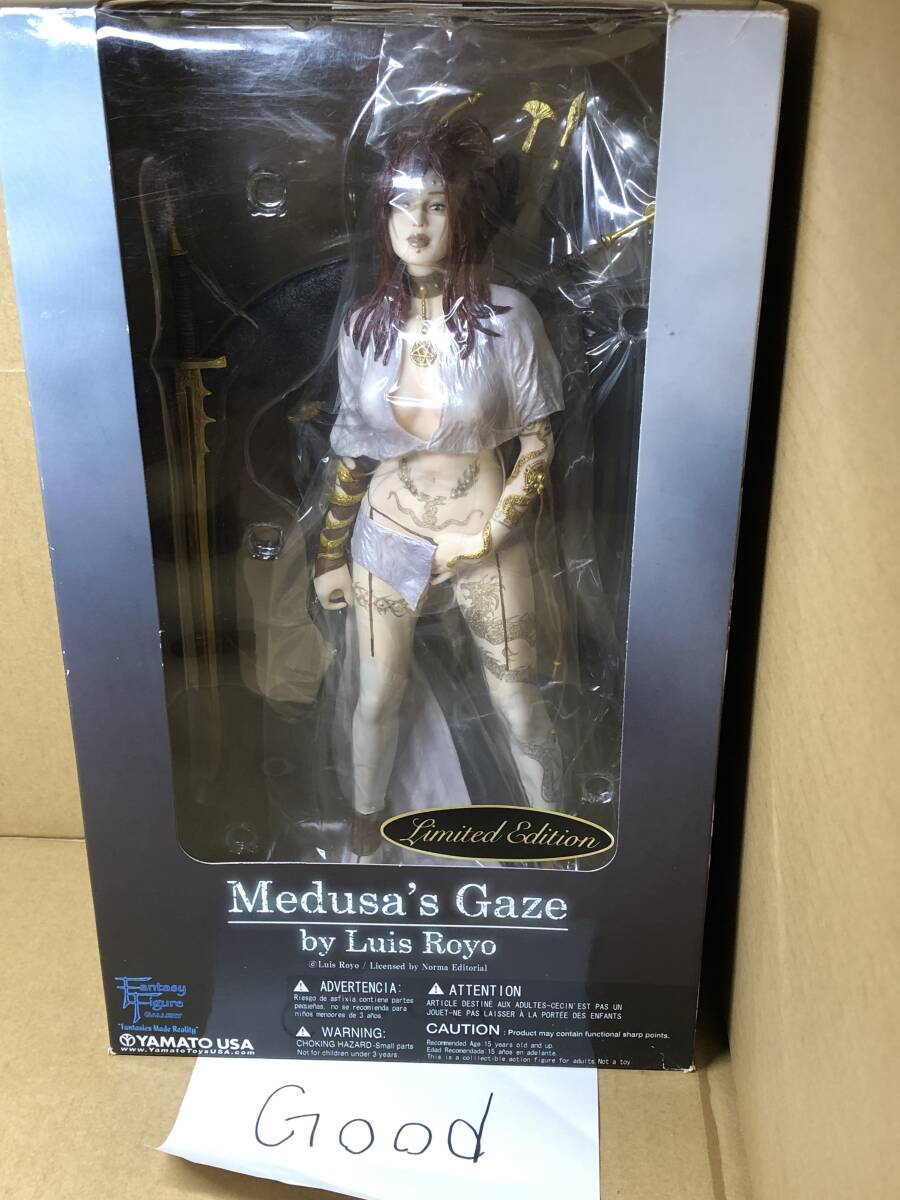 Limited Edition
Medusa's Gaze
by Luis Royo
©Luis Royo / Licensed by Norma Editorial
Fantasy
Figure
GALLERY
"Fantasies Made Reality"
YAMATO USA
www.YamatoToysUSA.com
ADVERTENCIA:
Riesgo de asfixia, contiene partes
pequeñas. no se recomienda para
niños menores de 3 años.
WARNING:
CHOKING HAZARD-Small parts
Not for children under 3 years.
ATTENTION
ARTICLE DESTINE AUX ADULTES-CECIN'EST PAS UN
JOUET-NE PAS LAISSER À LA PORTÉE DES ENFANTS
CAUTION : Product may contain functional sharp points.
Recommended Age:15 years old and up.
Edad Recomendada 15 años en adelante.
This is a collectible action figure for adults.Not a toy.
Good